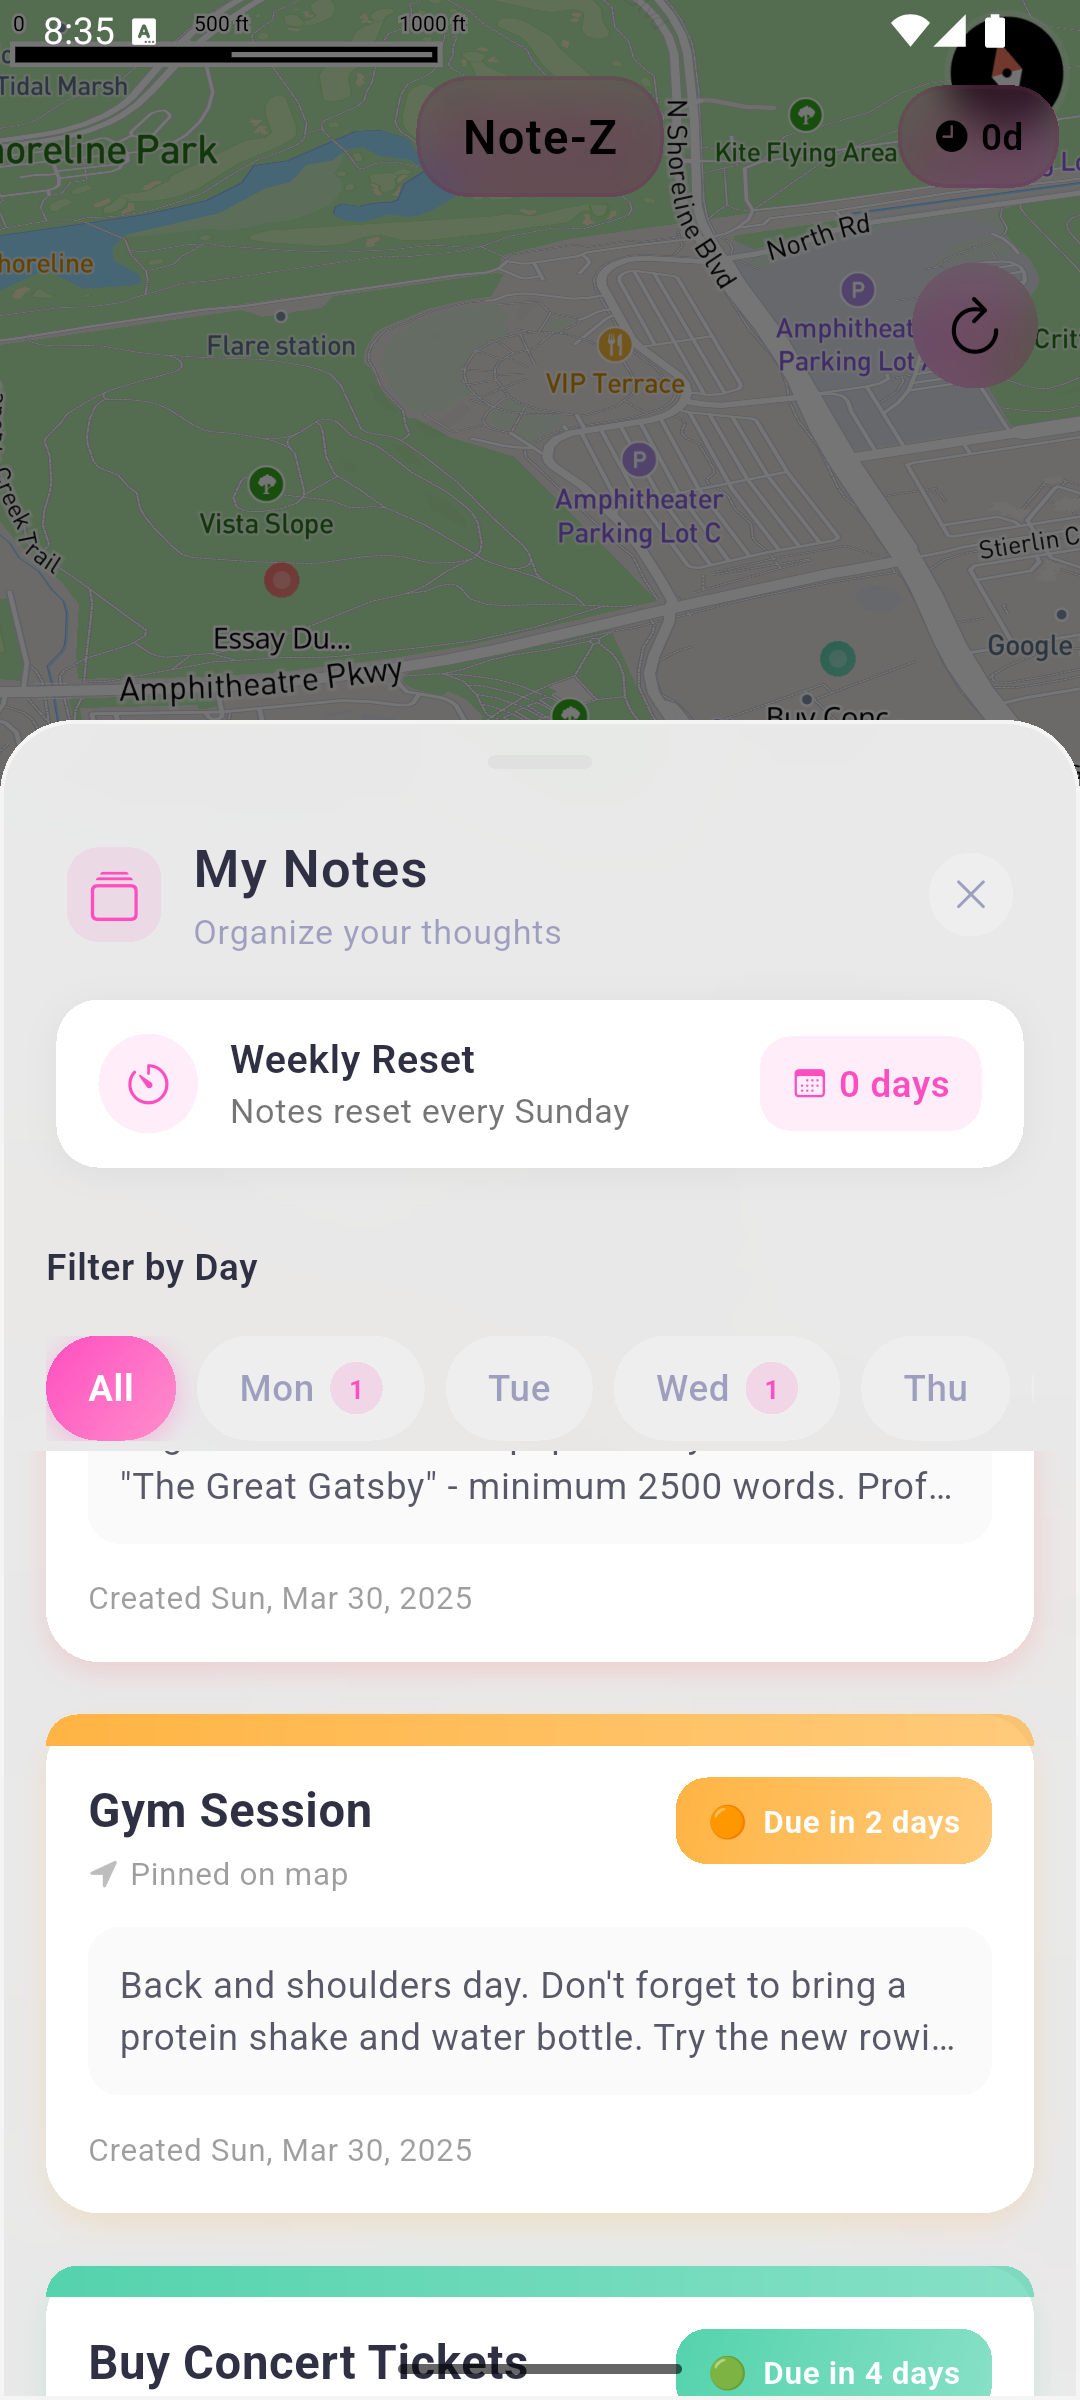 0
500 ft
1000 ft
8:35
A
Tidal Marsh
oreline Park
Note-Z
N Shoreline Blvd
Kite Flying Area
0d
horeline
North Rd
Flare station
P
Amphitheat
Parking Lot
Crit
VIP Terrace
P
Amphitheater
Parking Lot C
Creek Trail
Vista Slope
Stierlin C
Essay Du...
Google
Amphitheatre Pkwy
Buy Conc
My Notes
Organize your thoughts
Weekly Reset
Notes reset every Sunday
0 days
Filter by Day
All
Mon 1
Tue
Wed 1
Thu
"The Great Gatsby" - minimum 2500 words. Prof...
Created Sun, Mar 30, 2025
Gym Session
Due in 2 days
Pinned on map
Back and shoulders day. Don't forget to bring a
protein shake and water bottle. Try the new rowi...
Created Sun, Mar 30, 2025
Buy Concert Tickets
Due in 4 days